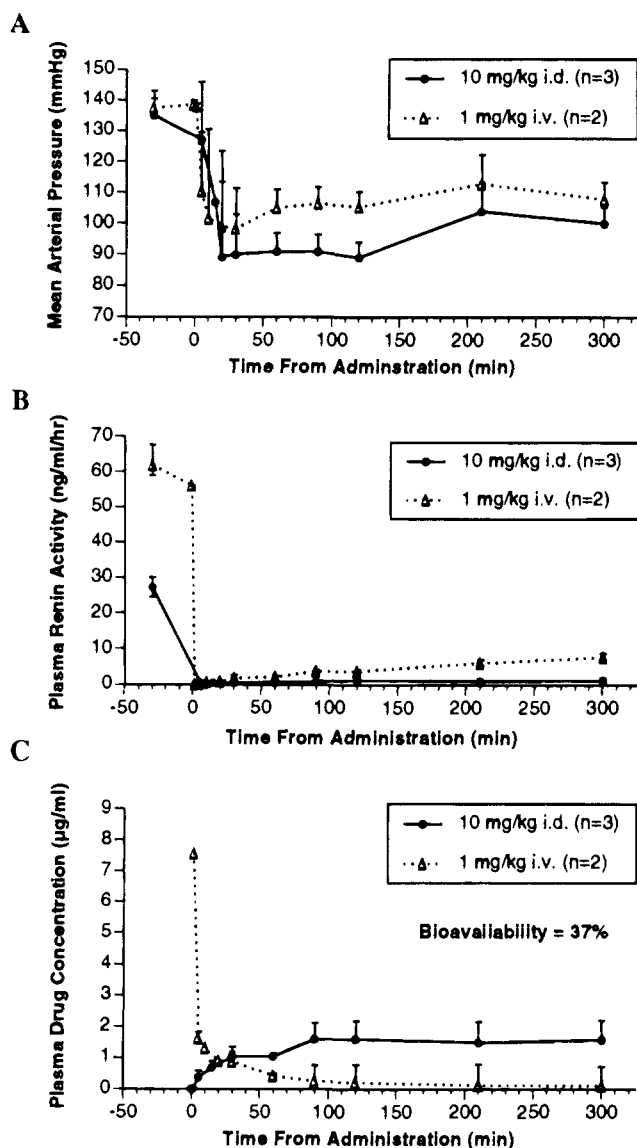 A
Mean Arterial Pressure (mmHg)
150
140
130
120
110
100
90
80
70
10 mg/kg i.d. (n=3)
1 mg/kg i.v. (n=2)
-50 0 50 100 150 200 250 300
Time From Adminstration (min)
B
Plasma Renin Activity (ng/ml/hr)
70
60
50
40
30
20
10
0
10 mg/kg i.d. (n=3)
1 mg/kg i.v. (n=2)
-50 0 50 100 150 200 250 300
Time From Administration (min)
C
Plasma Drug Concentration (μg/ml)
9
8
7
6
5
4
3
2
1
0
10 mg/kg i.d. (n=3)
1 mg/kg i.v. (n=2)
Bioavailability = 37%
-50 0 50 100 150 200 250 300
Time From Administration (min)